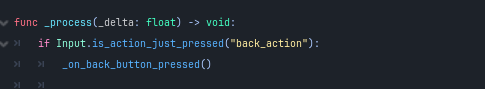 func _process(_delta: float) -> void:
if Input.is_action_just_pressed("back_action"):
_on_back_button_pressed()